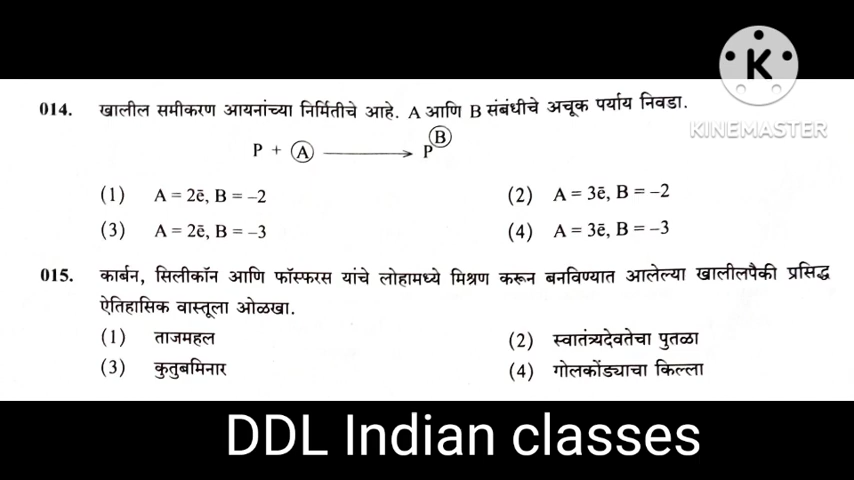 K
KINEMASTER
014. खालील समीकरण आयनांच्या निर्मितीचे आहे. A आणि B संबंधीचे अचूक पर्याय निवडा.
P + A ⟶ P B
(1) A = 2ē, B = –2 (2) A = 3ē, B = –2
(3) A = 2ē, B = –3 (4) A = 3ē, B = –3
015. कार्बन, सिलीकॉन आणि फॉस्फरस यांचे लोहामध्ये मिश्रण करून बनविण्यात आलेल्या खालीलपैकी प्रसिद्ध
ऐतिहासिक वास्तूला ओळखा.
(1) ताजमहल (2) स्वातंत्र्यदेवतेचा पुतळा
(3) कुतुबमिनार (4) गोलकोंड्याचा किल्ला
DDL Indian classes